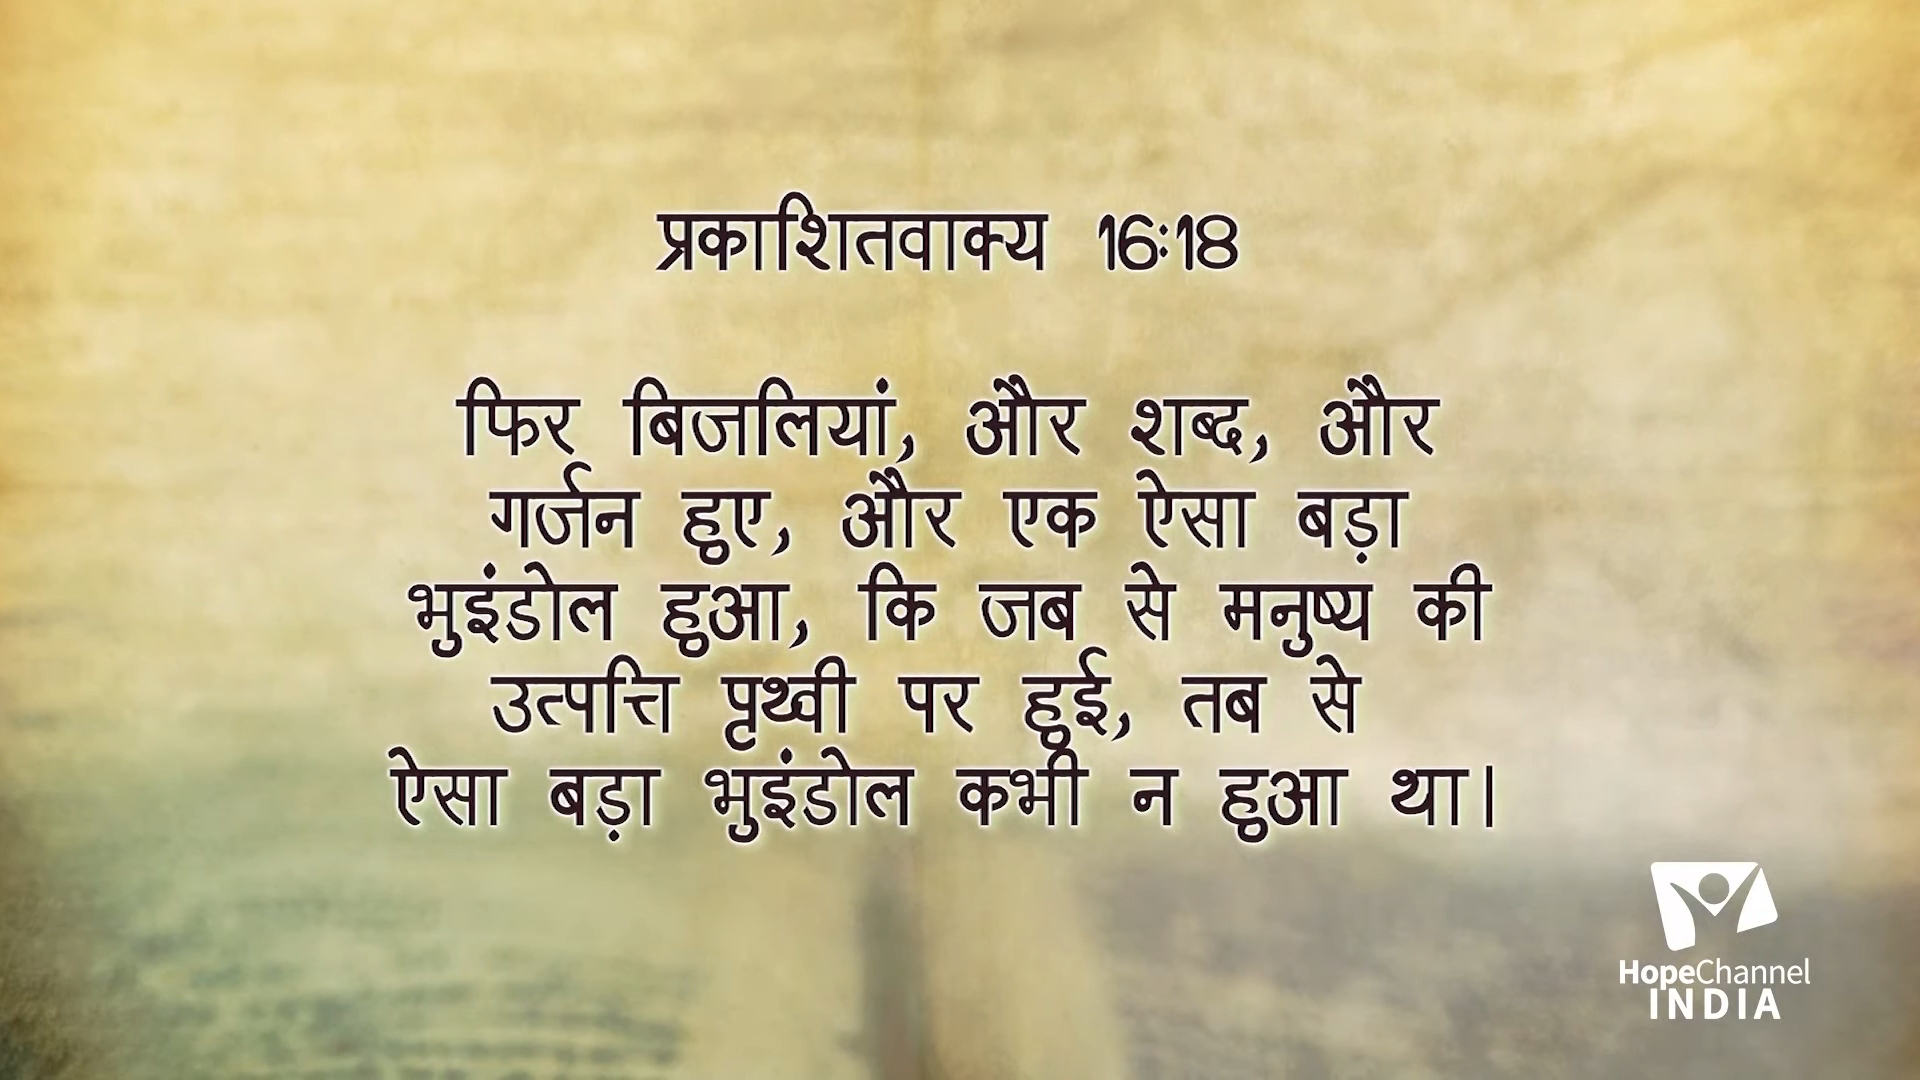 प्रकाशितवाक्य 16:18
फिर बिजलियां, और शब्द, और
गर्जन हुए, और एक ऐसा बड़ा
भुइंडोल हुआ, कि जब से मनुष्य की
उत्पत्ति पृथ्वी पर हुई, तब से
ऐसा बड़ा भुइंडोल कभी न हुआ था।
HopeChannel
INDIA